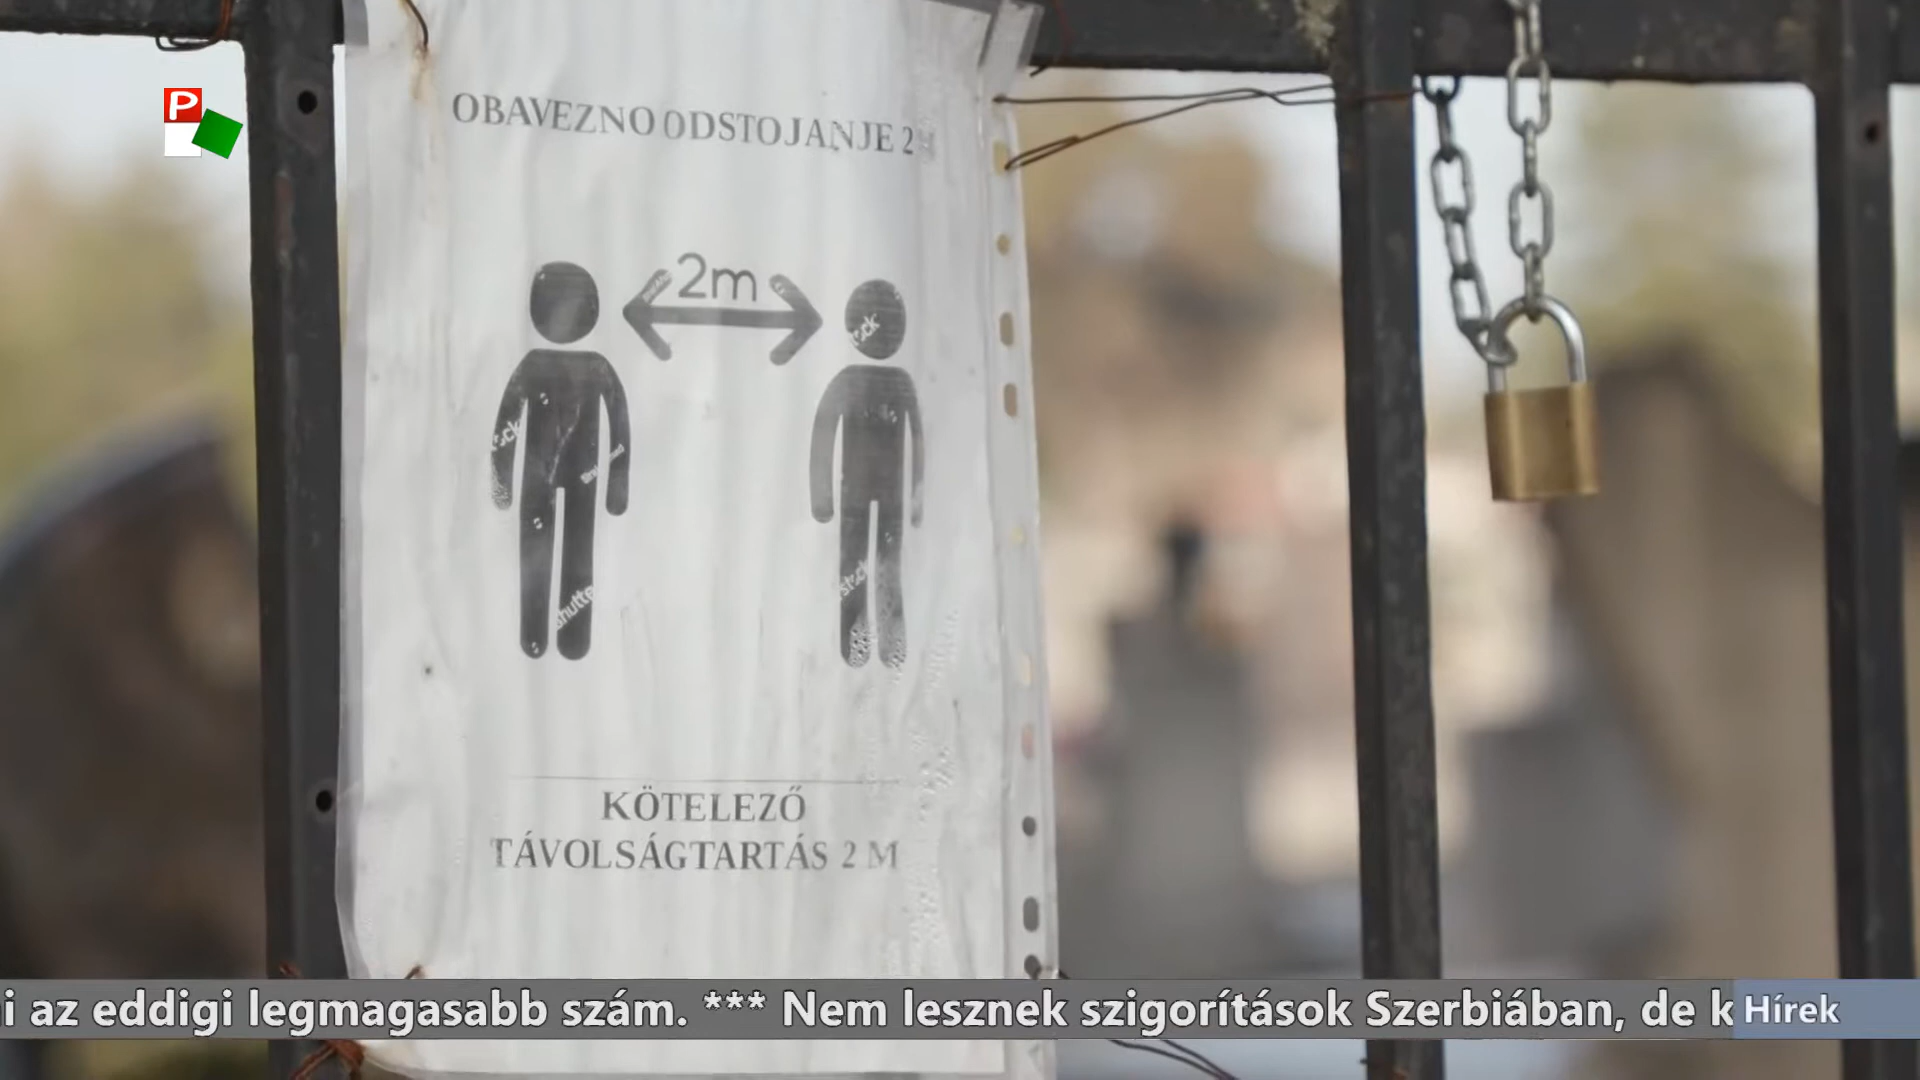 P
OBAVEZNO ODSTOJANJE 2
2m
KÖTELEZŐ
TÁVOLSÁGTARTÁS 2 M
az eddigi legmagasabb szám. *** Nem lesznek szigorítások Szerbiában, de k
Hírek